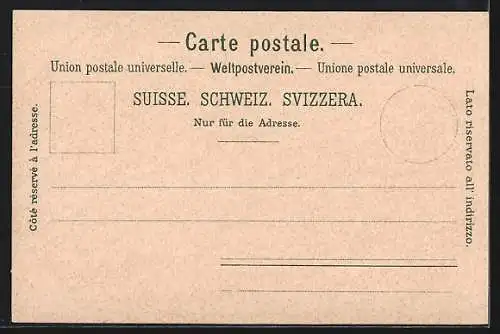 — Carte postale. —
Union postale universelle. — Weltpostverein. — Unione postale universale.
SUISSE. SCHWEIZ. SVIZZERA.
Nur für die Adresse.
Côté réservé à l'adresse.
Lato riservato all' indirizzo.